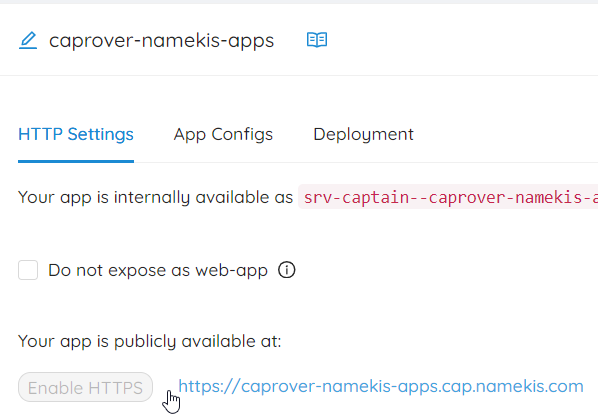 caprover-namekis-apps
HTTP Settings App Configs Deployment
Your app is internally available as srv-captain--caprover-namekis-a
Do not expose as web-app
Your app is publicly available at:
Enable HTTPS https://caprover-namekis-apps.cap.namekis.com